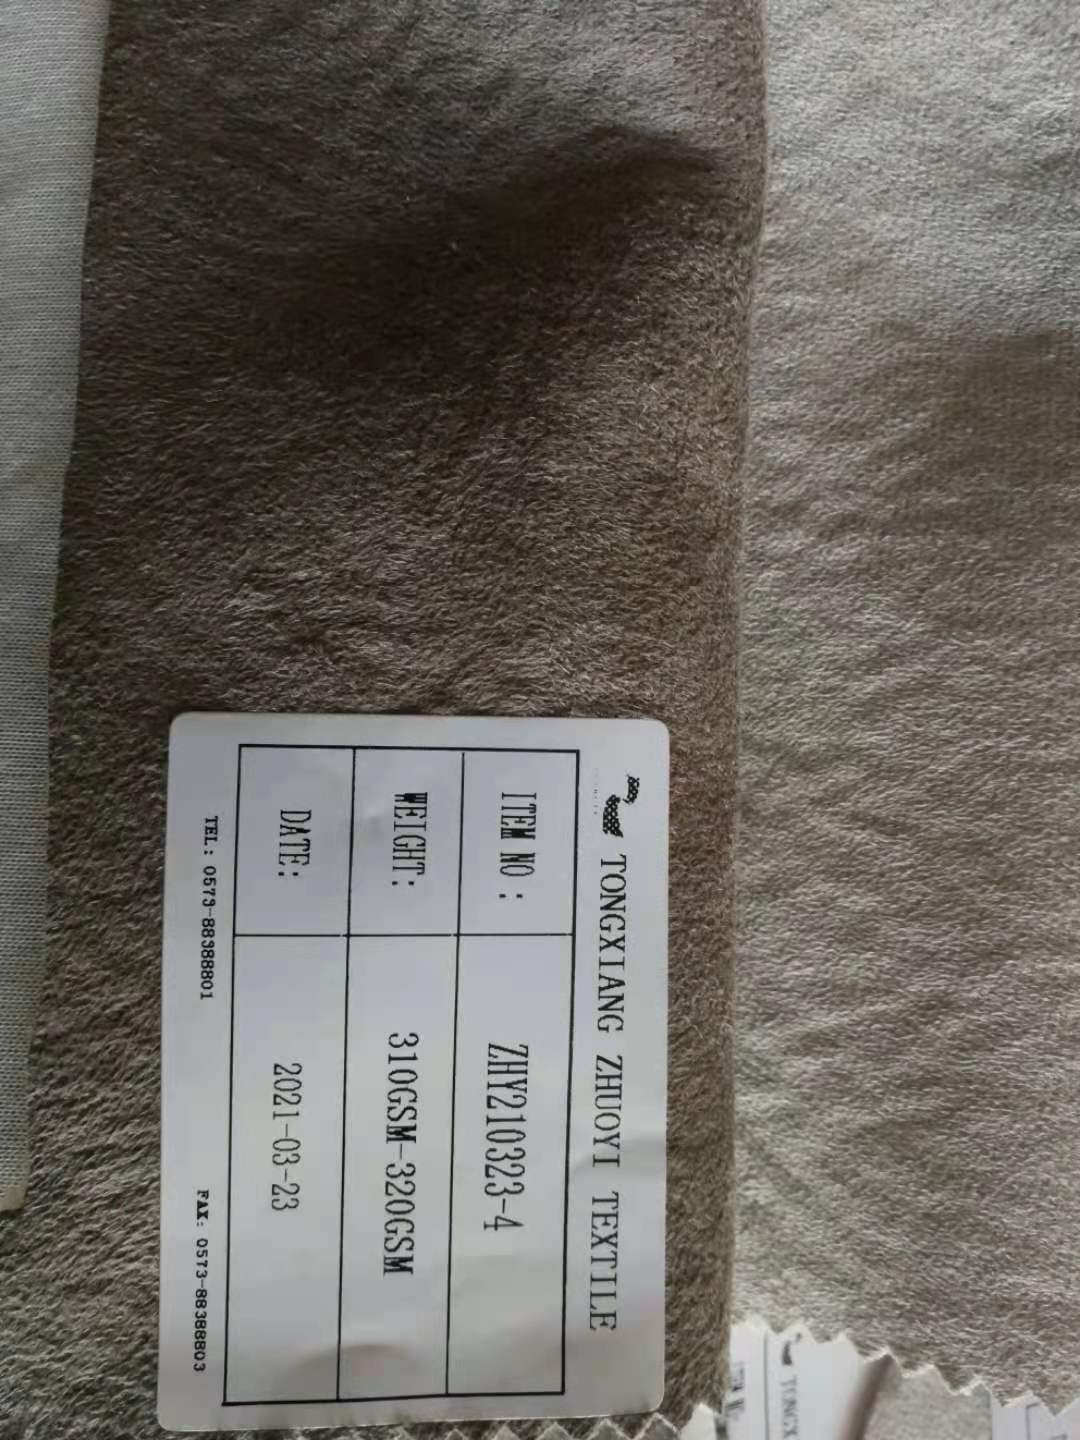 TONGXIANG ZHUOYI TEXTILE
ITEM NO : ZHY210323-4
WEIGHT: 310GSM-320GSM
DATE: 2021-03-23
TEL: 0573-88388801 FAX: 0573-88388803
TONGX